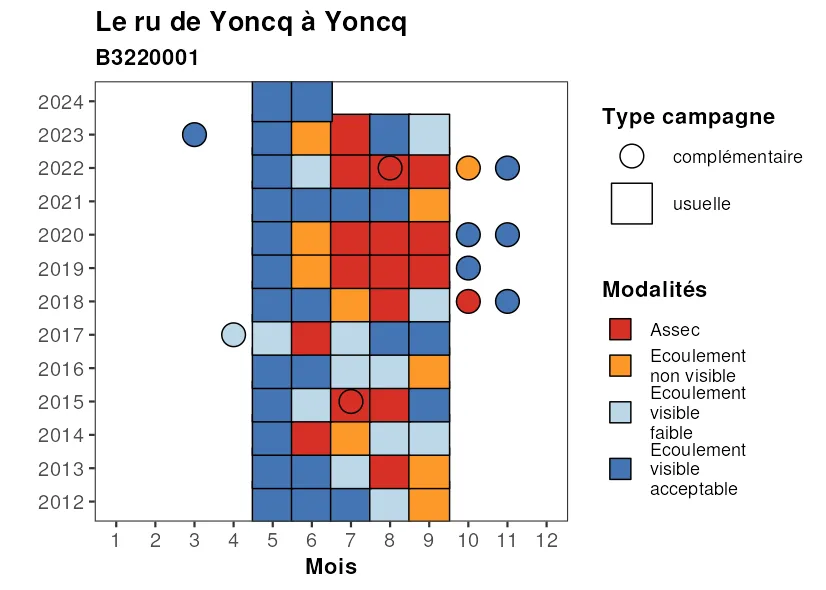 Le ru de Yoncq à Yoncq
B3220001
2024
2023
2022
2021
2020
2019
2018
2017
2016
2015
2014
2013
2012
1 2 3 4 5 6 7 8 9 10 11 12
Mois
Type campagne
complémentaire
usuelle
Modalités
Assec
Ecoulement
non visible
Ecoulement
visible
faible
Ecoulement
visible
acceptable